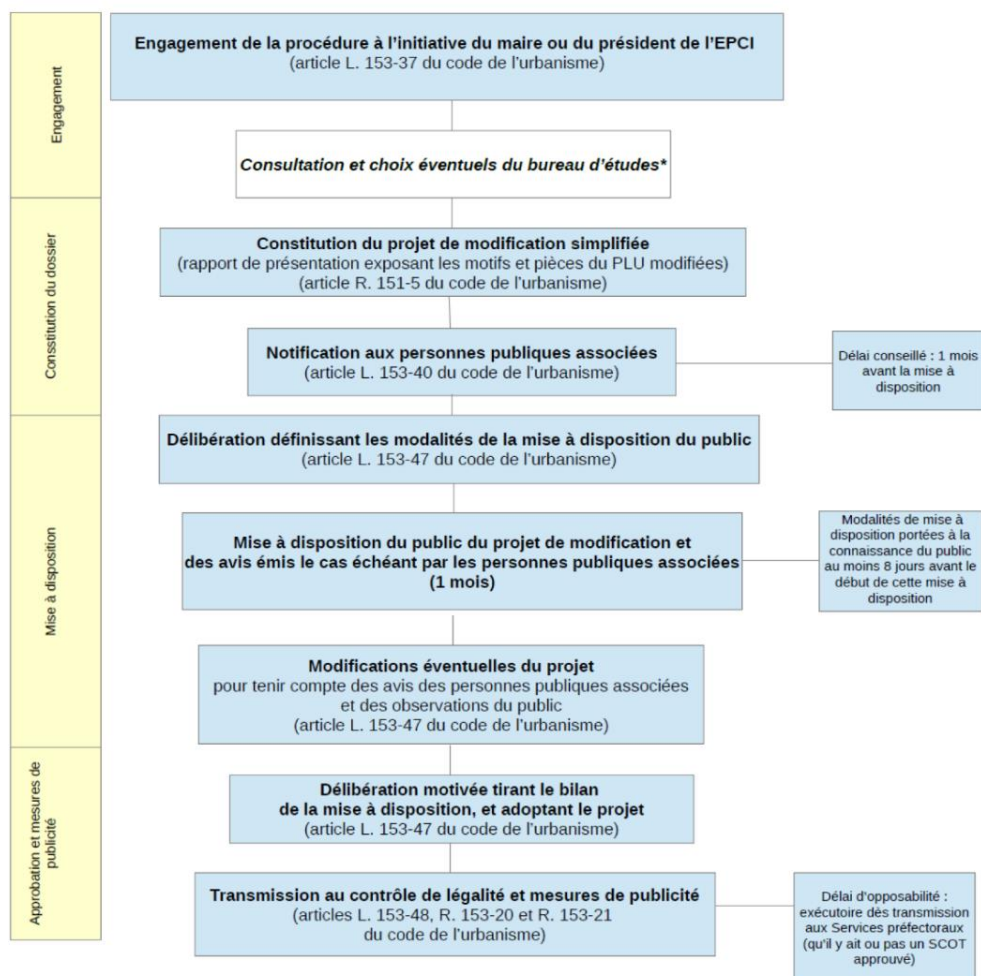 Engagement
Engagement de la procédure à l'initiative du maire ou du président de l'EPCI
(article L. 153-37 du code de l'urbanisme)
Consultation et choix éventuels du bureau d'études*
Consstitution du dossier
Constitution du projet de modification simplifiée
(rapport de présentation exposant les motifs et pièces du PLU modifiées)
(article R. 151-5 du code de l'urbanisme)
Notification aux personnes publiques associées
(article L. 153-40 du code de l'urbanisme)
Délai conseillé : 1 mois
avant la mise à
disposition
Mise à disposition
Délibération définissant les modalités de la mise à disposition du public
(article L. 153-47 du code de l'urbanisme)
Mise à disposition du public du projet de modification et
des avis émis le cas échéant par les personnes publiques associées
(1 mois)
Modalités de mise à
disposition portées à la
connaissance du public
au moins 8 jours avant le
début de cette mise à
disposition
Modifications éventuelles du projet
pour tenir compte des avis des personnes publiques associées
et des observations du public
(article L. 153-47 du code de l'urbanisme)
Approbation et mesures de
publicité
Délibération motivée tirant le bilan
de la mise à disposition, et adoptant le projet
(article L. 153-47 du code de l'urbanisme)
Transmission au contrôle de légalité et mesures de publicité
(articles L. 153-48, R. 153-20 et R. 153-21
du code de l'urbanisme)
Délai d'opposabilité :
exécutoire dès transmission
aux Services préfectoraux
(qu'il y ait ou pas un SCOT
approuvé)